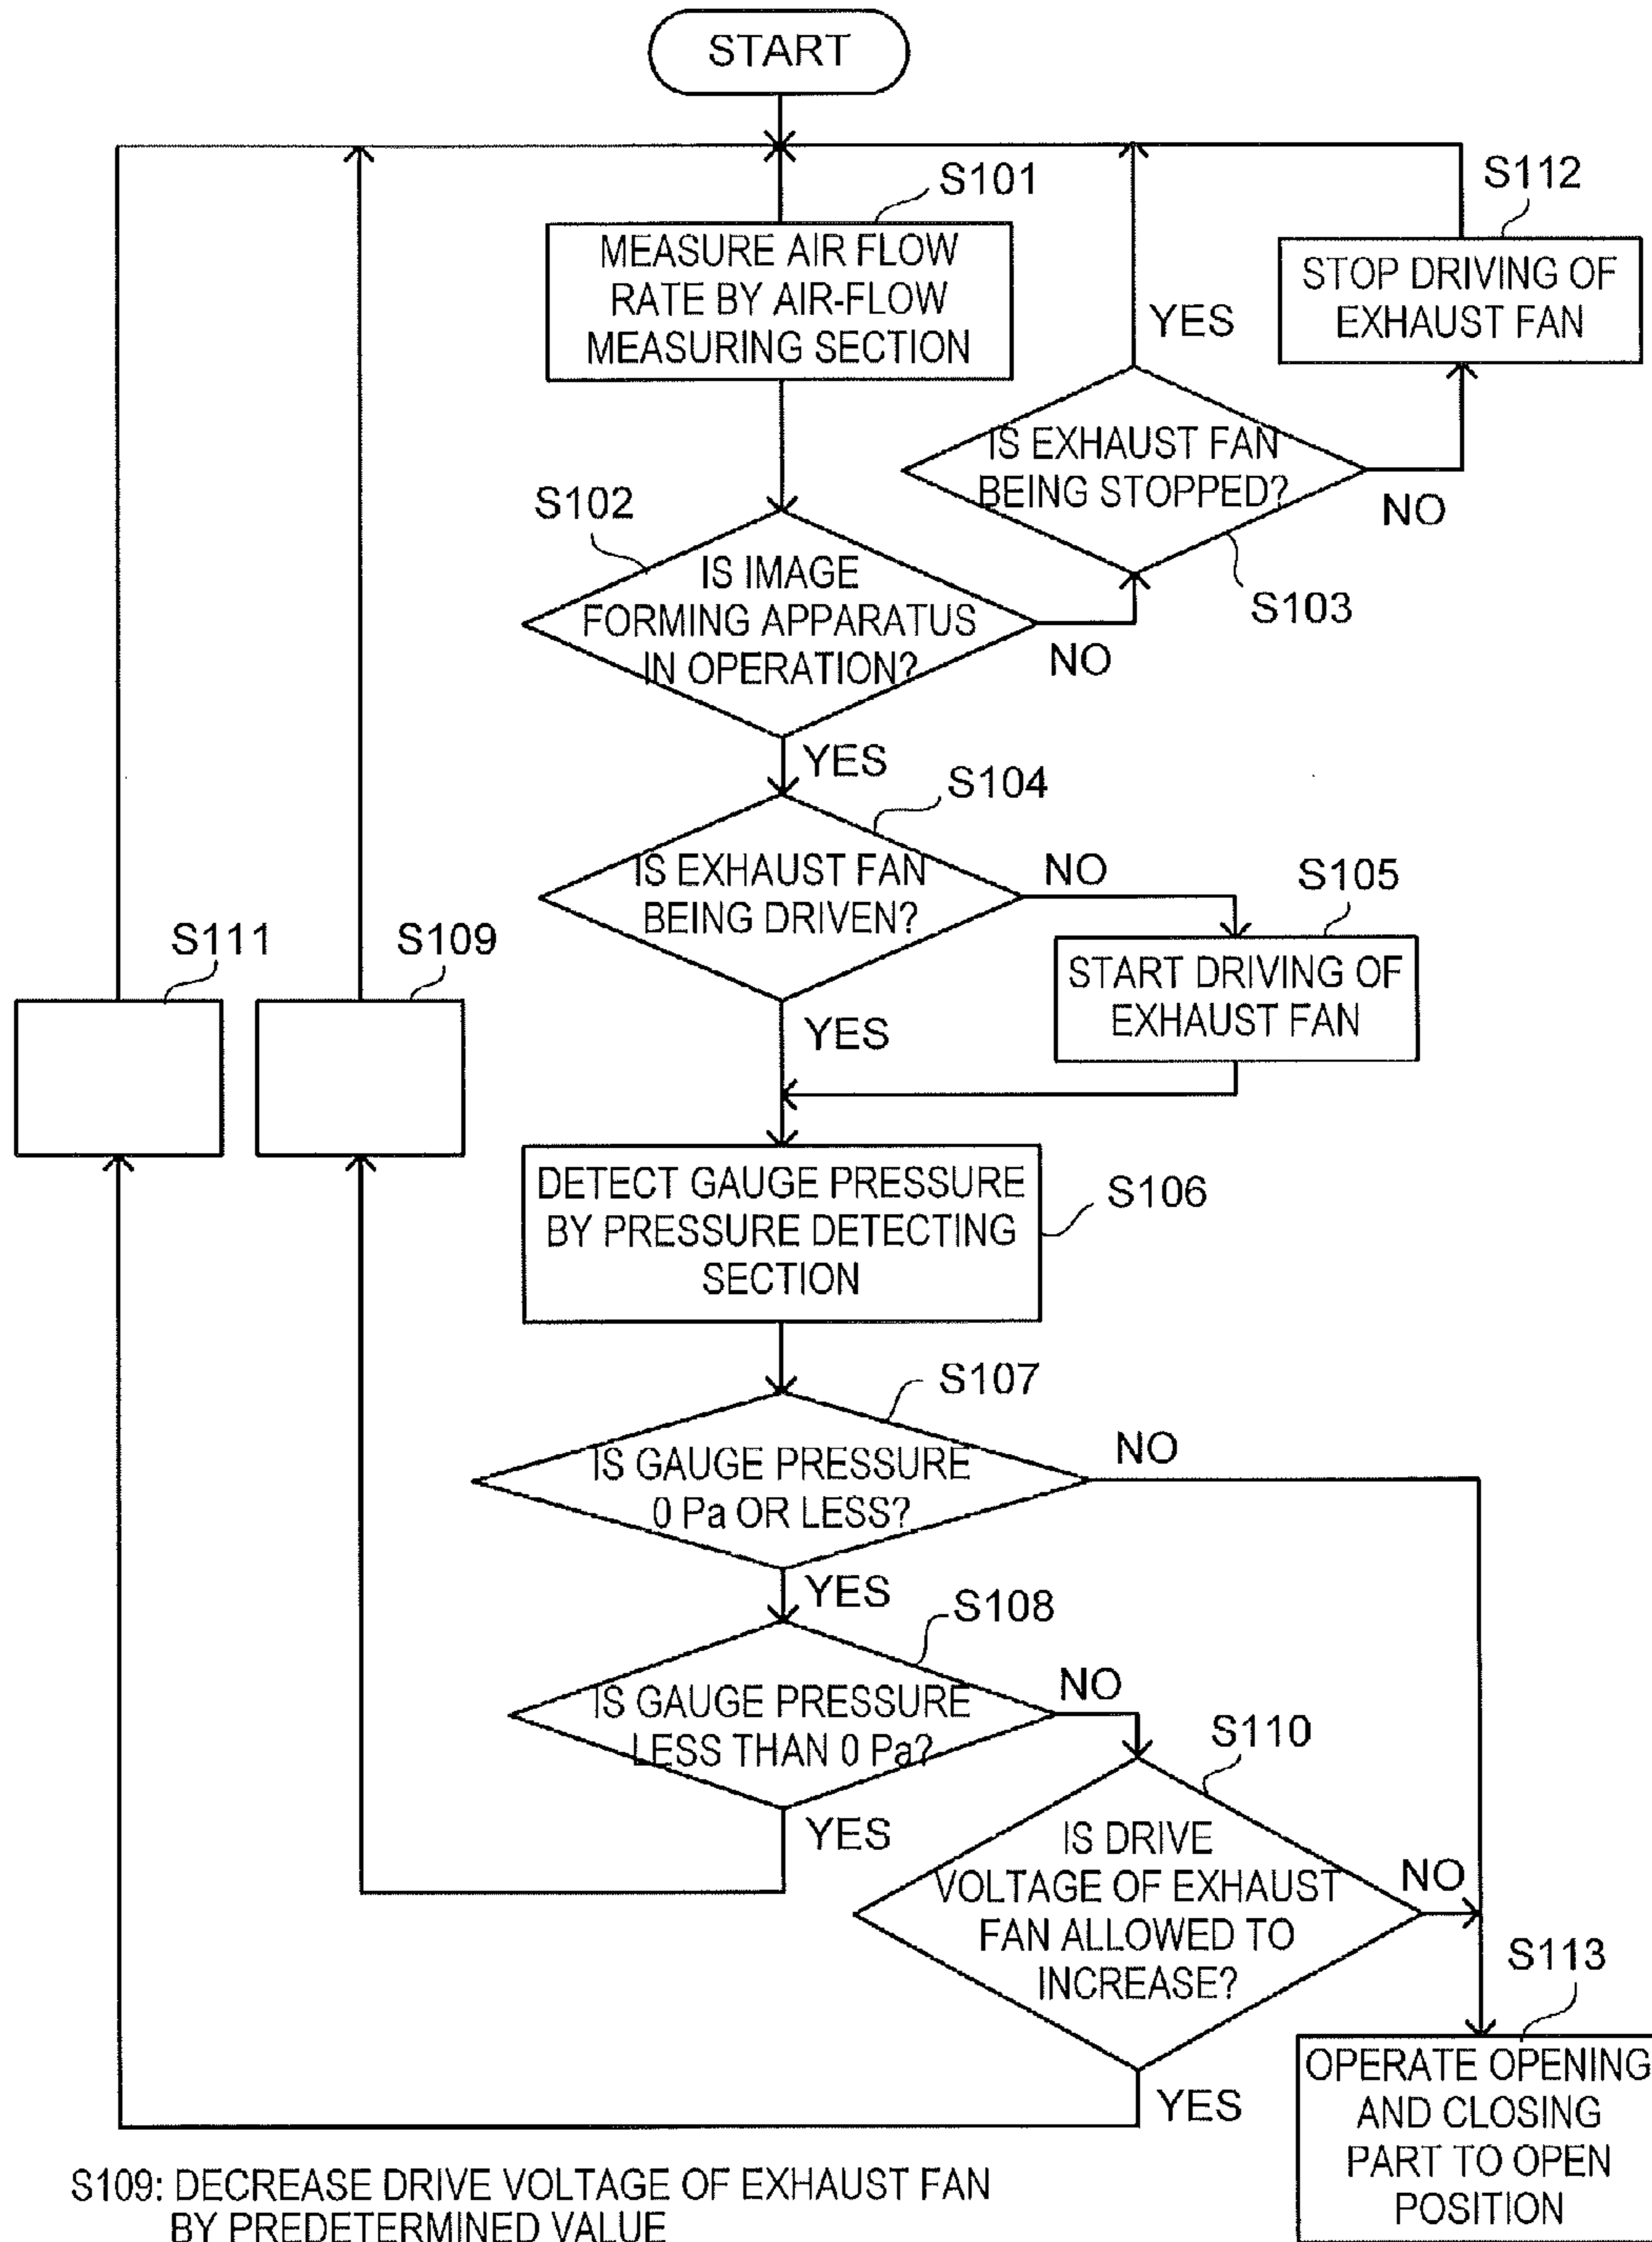 START
S101
MEASURE AIR FLOW
RATE BY AIR-FLOW
MEASURING SECTION
S112
STOP DRIVING OF
EXHAUST FAN
YES
IS EXHAUST FAN
BEING STOPPED?
NO
S103
S102
IS IMAGE
FORMING APPARATUS
IN OPERATION?
NO
YES
S104
IS EXHAUST FAN
BEING DRIVEN?
NO
S105
START DRIVING OF
EXHAUST FAN
YES
S111
S109
DETECT GAUGE PRESSURE
BY PRESSURE DETECTING
SECTION
S106
S107
IS GAUGE PRESSURE
0 Pa OR LESS?
NO
YES
S108
IS GAUGE PRESSURE
LESS THAN 0 Pa?
NO
YES
S110
IS DRIVE
VOLTAGE OF EXHAUST
FAN ALLOWED TO
INCREASE?
NO
YES
S113
OPERATE OPENING
AND CLOSING
PART TO OPEN
POSITION
S109: DECREASE DRIVE VOLTAGE OF EXHAUST FAN
BY PREDETERMINED VALUE